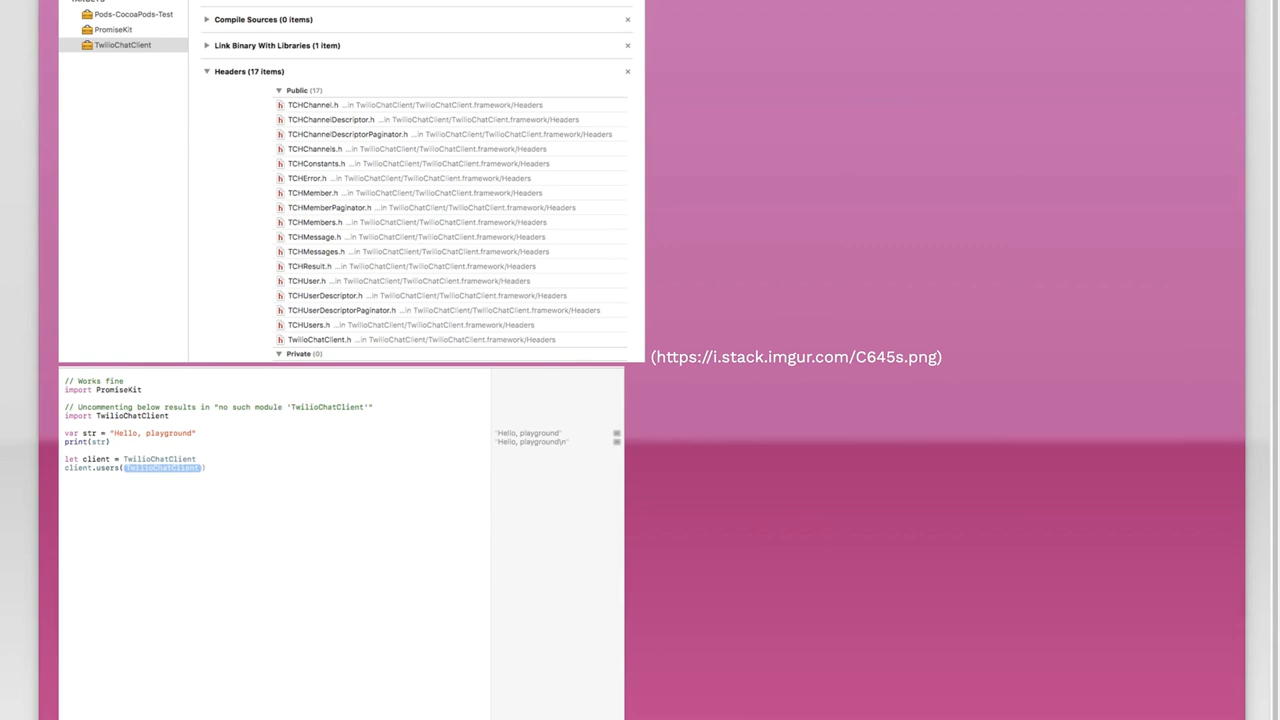 Pods-CocoaPods-Test
PromiseKit
TwilioChatClient
Compile Sources (0 items)
Link Binary With Libraries (1 item)
Headers (17 items)
Public (17)
TCHChannel.h ...in TwilioChatClient/TwilioChatClient.framework/Headers
TCHChannelDescriptor.h ...in TwilioChatClient/TwilioChatClient.framework/Headers
TCHChannelDescriptorPaginator.h ...in TwilioChatClient/TwilioChatClient.framework/Headers
TCHChannels.h ...in TwilioChatClient/TwilioChatClient.framework/Headers
TCHConstants.h ...in TwilioChatClient/TwilioChatClient.framework/Headers
TCHError.h ...in TwilioChatClient/TwilioChatClient.framework/Headers
TCHMember.h ...in TwilioChatClient/TwilioChatClient.framework/Headers
TCHMemberPaginator.h ...in TwilioChatClient/TwilioChatClient.framework/Headers
TCHMembers.h ...in TwilioChatClient/TwilioChatClient.framework/Headers
TCHMessage.h ...in TwilioChatClient/TwilioChatClient.framework/Headers
TCHMessages.h ...in TwilioChatClient/TwilioChatClient.framework/Headers
TCHResult.h ...in TwilioChatClient/TwilioChatClient.framework/Headers
TCHUser.h ...in TwilioChatClient/TwilioChatClient.framework/Headers
TCHUserDescriptor.h ...in TwilioChatClient/TwilioChatClient.framework/Headers
TCHUserDescriptorPaginator.h ...in TwilioChatClient/TwilioChatClient.framework/Headers
TCHUsers.h ...in TwilioChatClient/TwilioChatClient.framework/Headers
TwilioChatClient.h ...in TwilioChatClient/TwilioChatClient.framework/Headers
Private (0)
(https://i.stack.imgur.com/C645s.png)
// Works fine
import PromiseKit
// Uncommenting below results in "no such module 'TwilioChatClient'"
import TwilioChatClient
var str = "Hello, playground"
print(str)
let client = TwilioChatClient
client.users(TwilioChatClient)
"Hello, playground"
"Hello, playground\n"